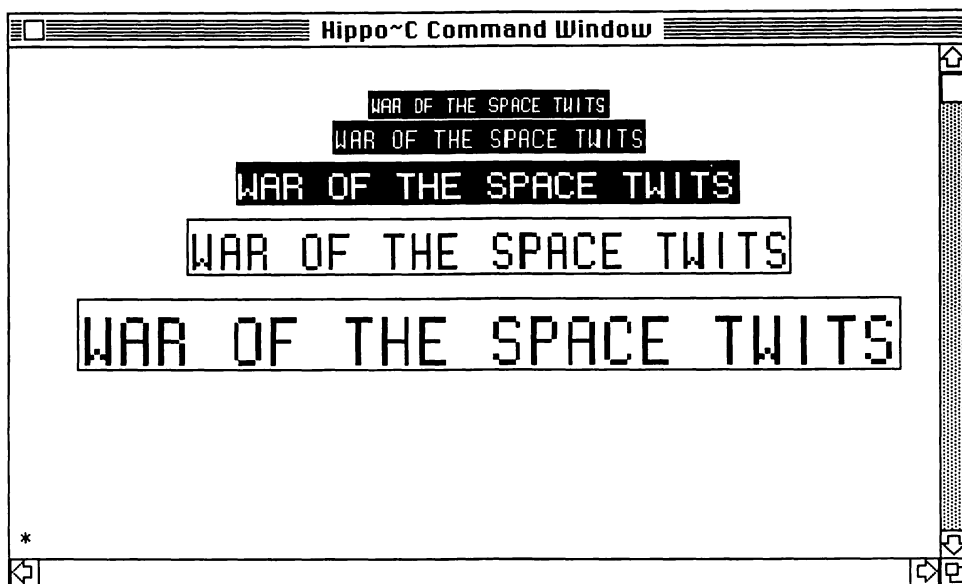 Hippo~C Command Window
WAR OF THE SPACE TWITS
WAR OF THE SPACE TWITS
WAR OF THE SPACE TWITS
WAR OF THE SPACE TWITS
WAR OF THE SPACE TWITS
*